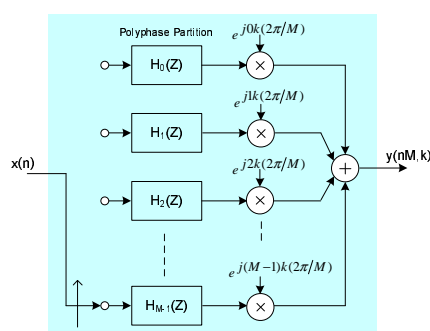 Polyphase Partition
e j0k(2π/M)
H0(Z)
×
e j1k(2π/M)
H1(Z)
×
x(n)
+
y(nM,k)
e j2k(2π/M)
H2(Z)
×
e j(M−1)k(2π/M)
HM-1(Z)
×